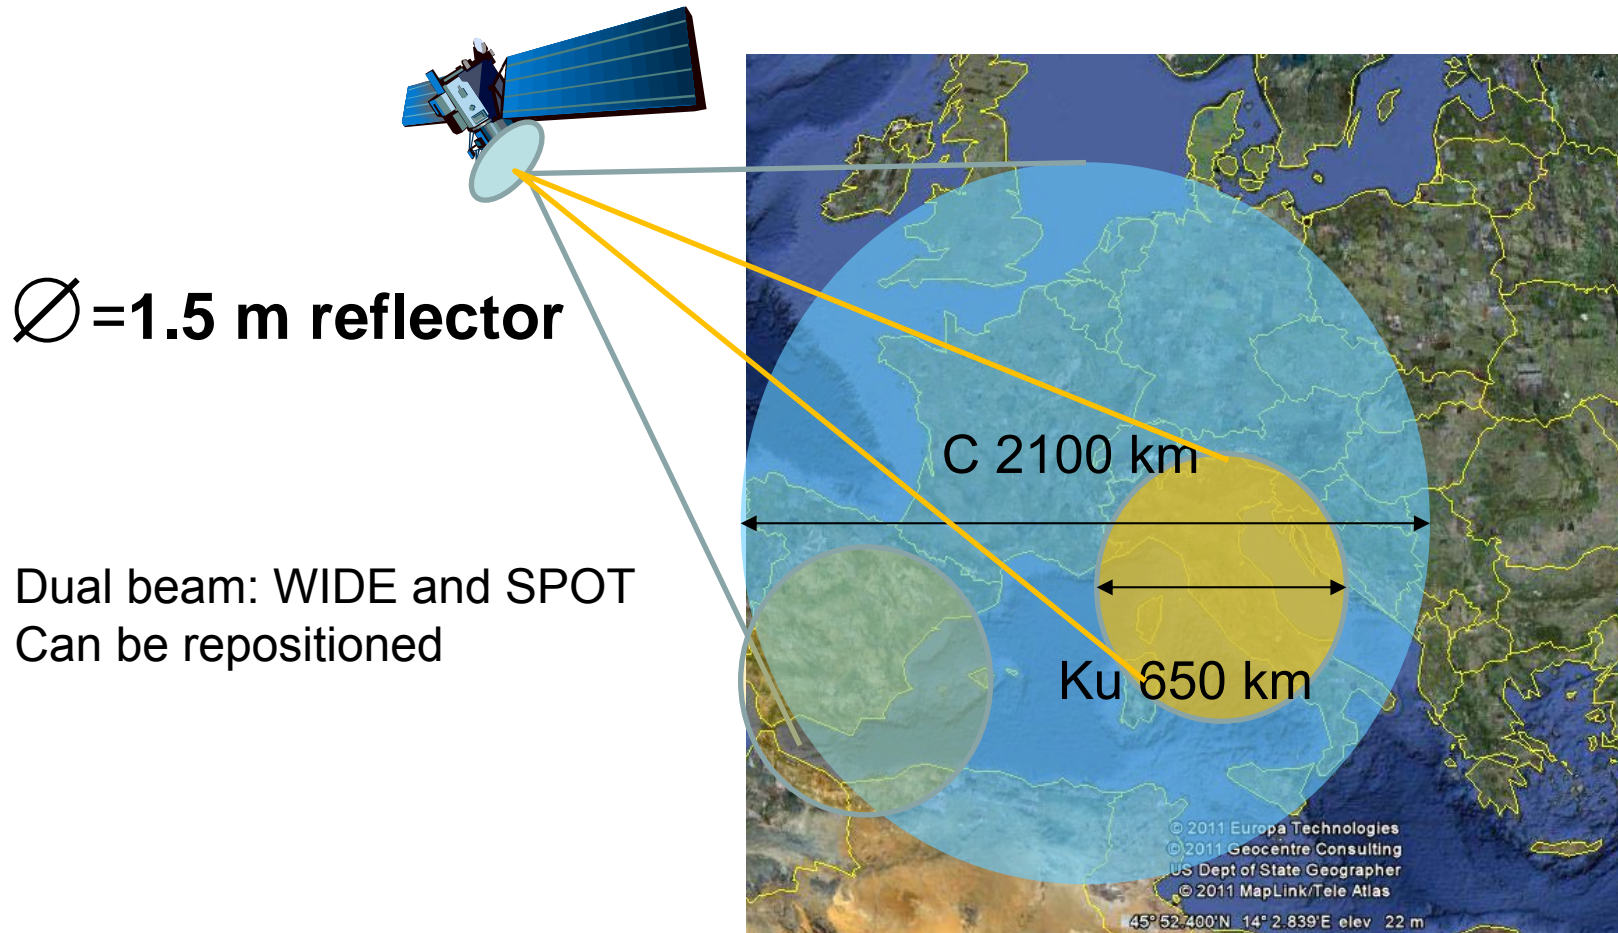 ∅ =1.5 m reflector
Dual beam: WIDE and SPOT
Can be repositioned
C 2100 km
Ku 650 km
© 2011 Europa Technologies
© 2011 Geocentre Consulting
US Dept of State Geographer
© 2011 MapLink/Tele Atlas
45°52.400'N 14° 2.839'E elev 22 m